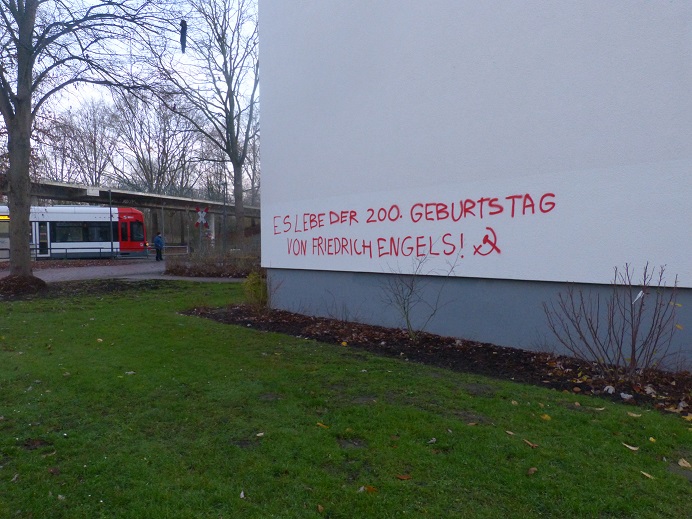 ES LEBE DER 200. GEBURTSTAG
VON FRIEDRICH ENGELS!